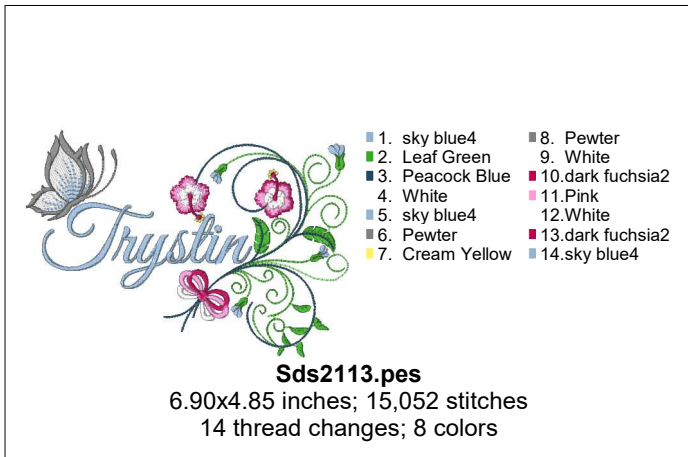 Trystin
1. sky blue4
2. Leaf Green
3. Peacock Blue
4. White
5. sky blue4
6. Pewter
7. Cream Yellow
8. Pewter
9. White
10.dark fuchsia2
11.Pink
12.White
13.dark fuchsia2
14.sky blue4
Sds2113.pes
6.90x4.85 inches; 15,052 stitches
14 thread changes; 8 colors